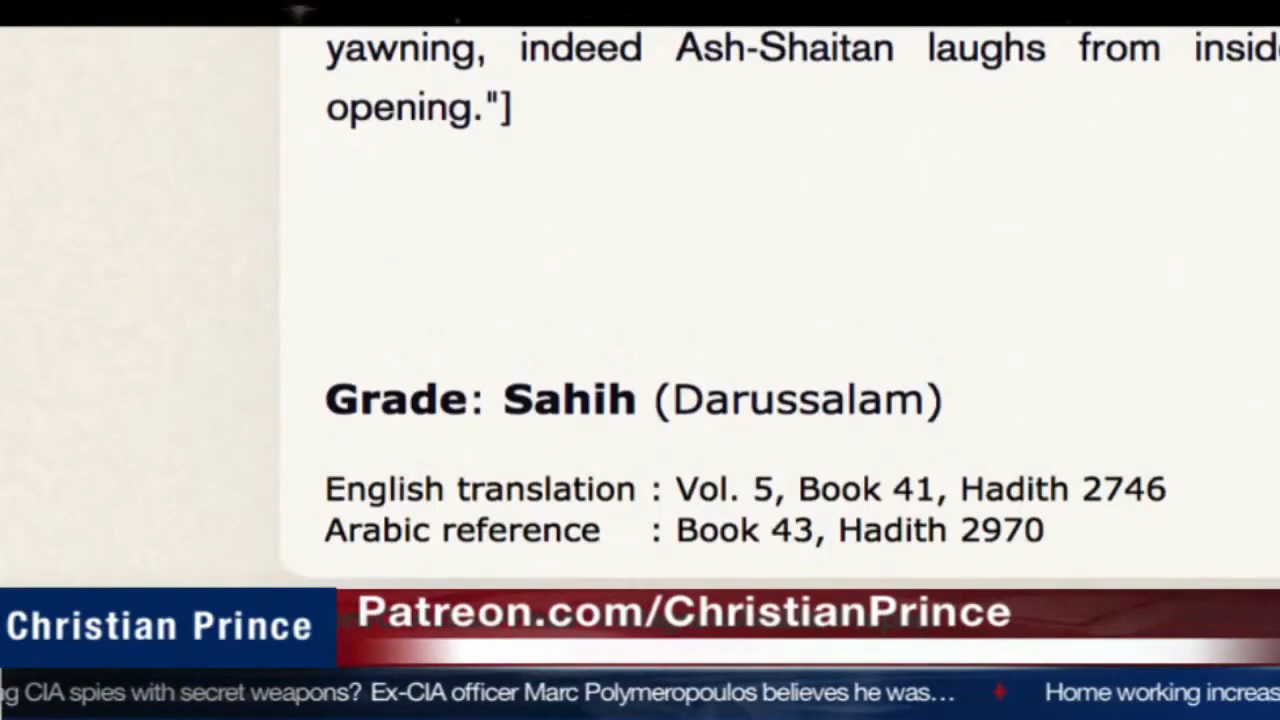 yawning, indeed Ash-Shaitan laughs from
opening."]
Grade: Sahih (Darussalam)
English translation : Vol. 5, Book 41, Hadith 2746
Arabic reference : Book 43, Hadith 2970
Christian Prince
Patreon.com/ChristianPrince
CIA spies with secret weapons? Ex-CIA officer Marc Polymeropoulos believes he was... Home working